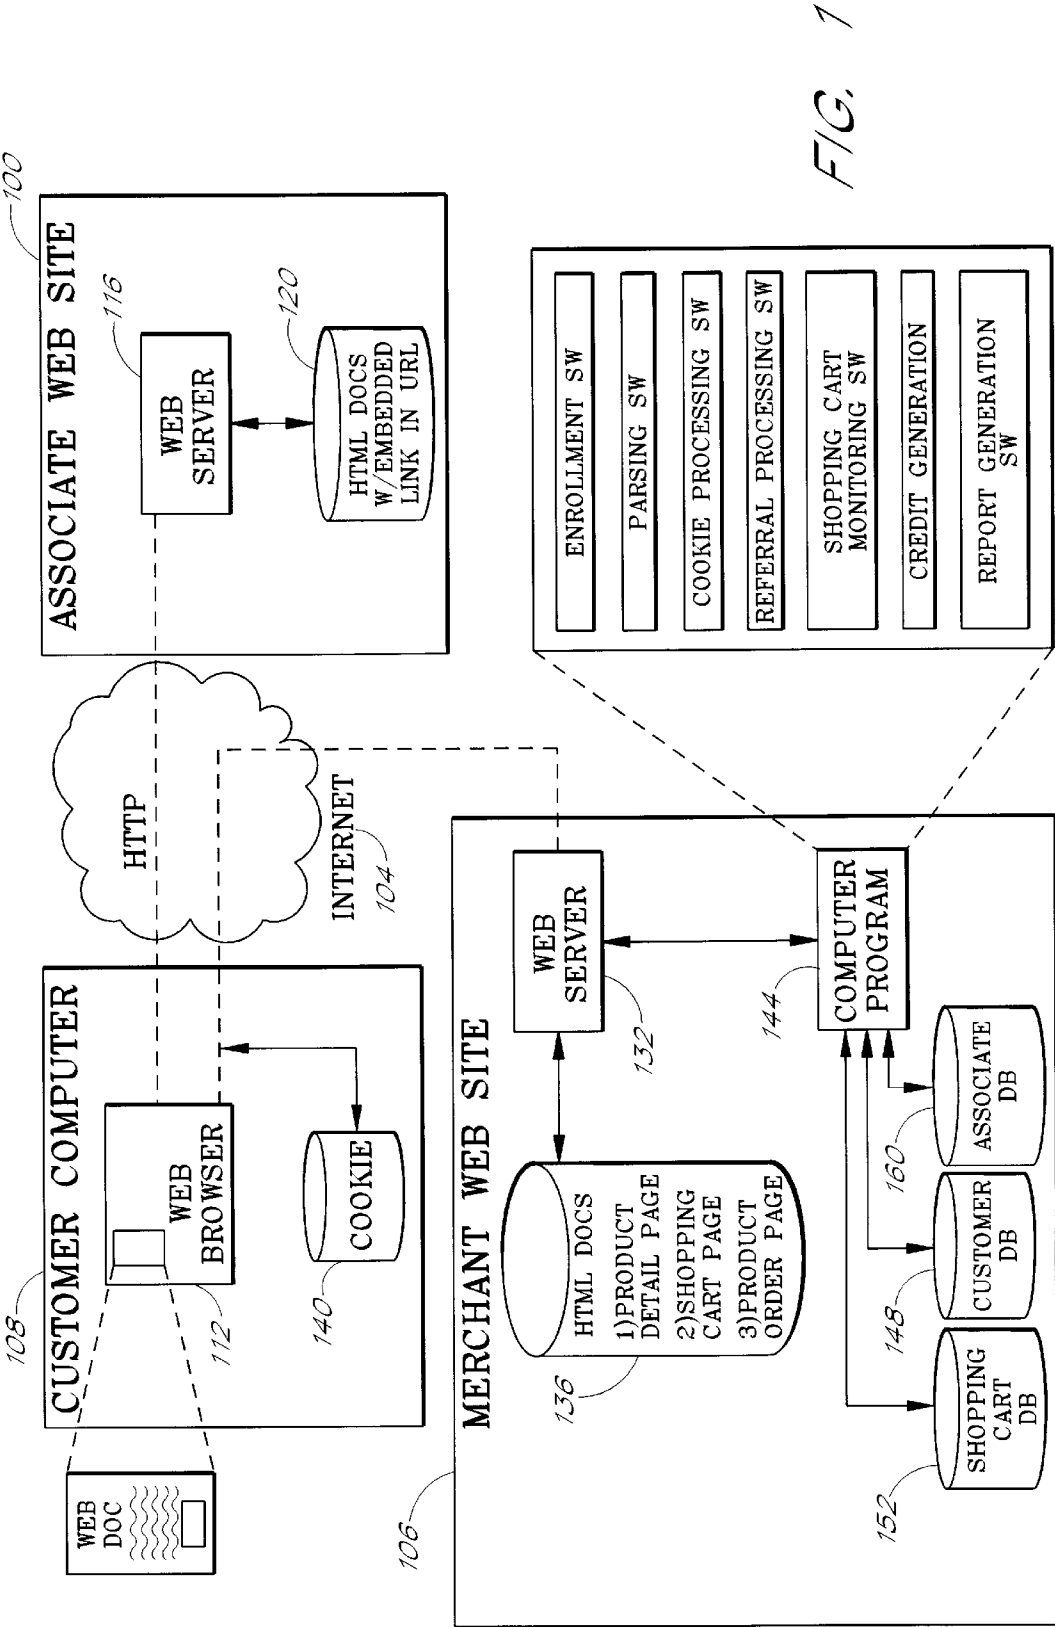 108
CUSTOMER COMPUTER
WEB
DOC
WEB
BROWSER
112
140
COOKIE
HTTP
INTERNET
104
100
ASSOCIATE WEB SITE
116
WEB
SERVER
120
HTML DOCS
W/EMBEDDED
LINK IN URL
106
MERCHANT WEB SITE
HTML DOCS
1)PRODUCT
DETAIL PAGE
2)SHOPPING
CART PAGE
3)PRODUCT
ORDER PAGE
136
WEB
SERVER
132
144
COMPUTER
PROGRAM
152
SHOPPING
CART
DB
148
CUSTOMER
DB
160
ASSOCIATE
DB
ENROLLMENT SW
PARSING SW
COOKIE PROCESSING SW
REFERRAL PROCESSING SW
SHOPPING CART
MONITORING SW
CREDIT GENERATION
REPORT GENERATION
SW
FIG. 1